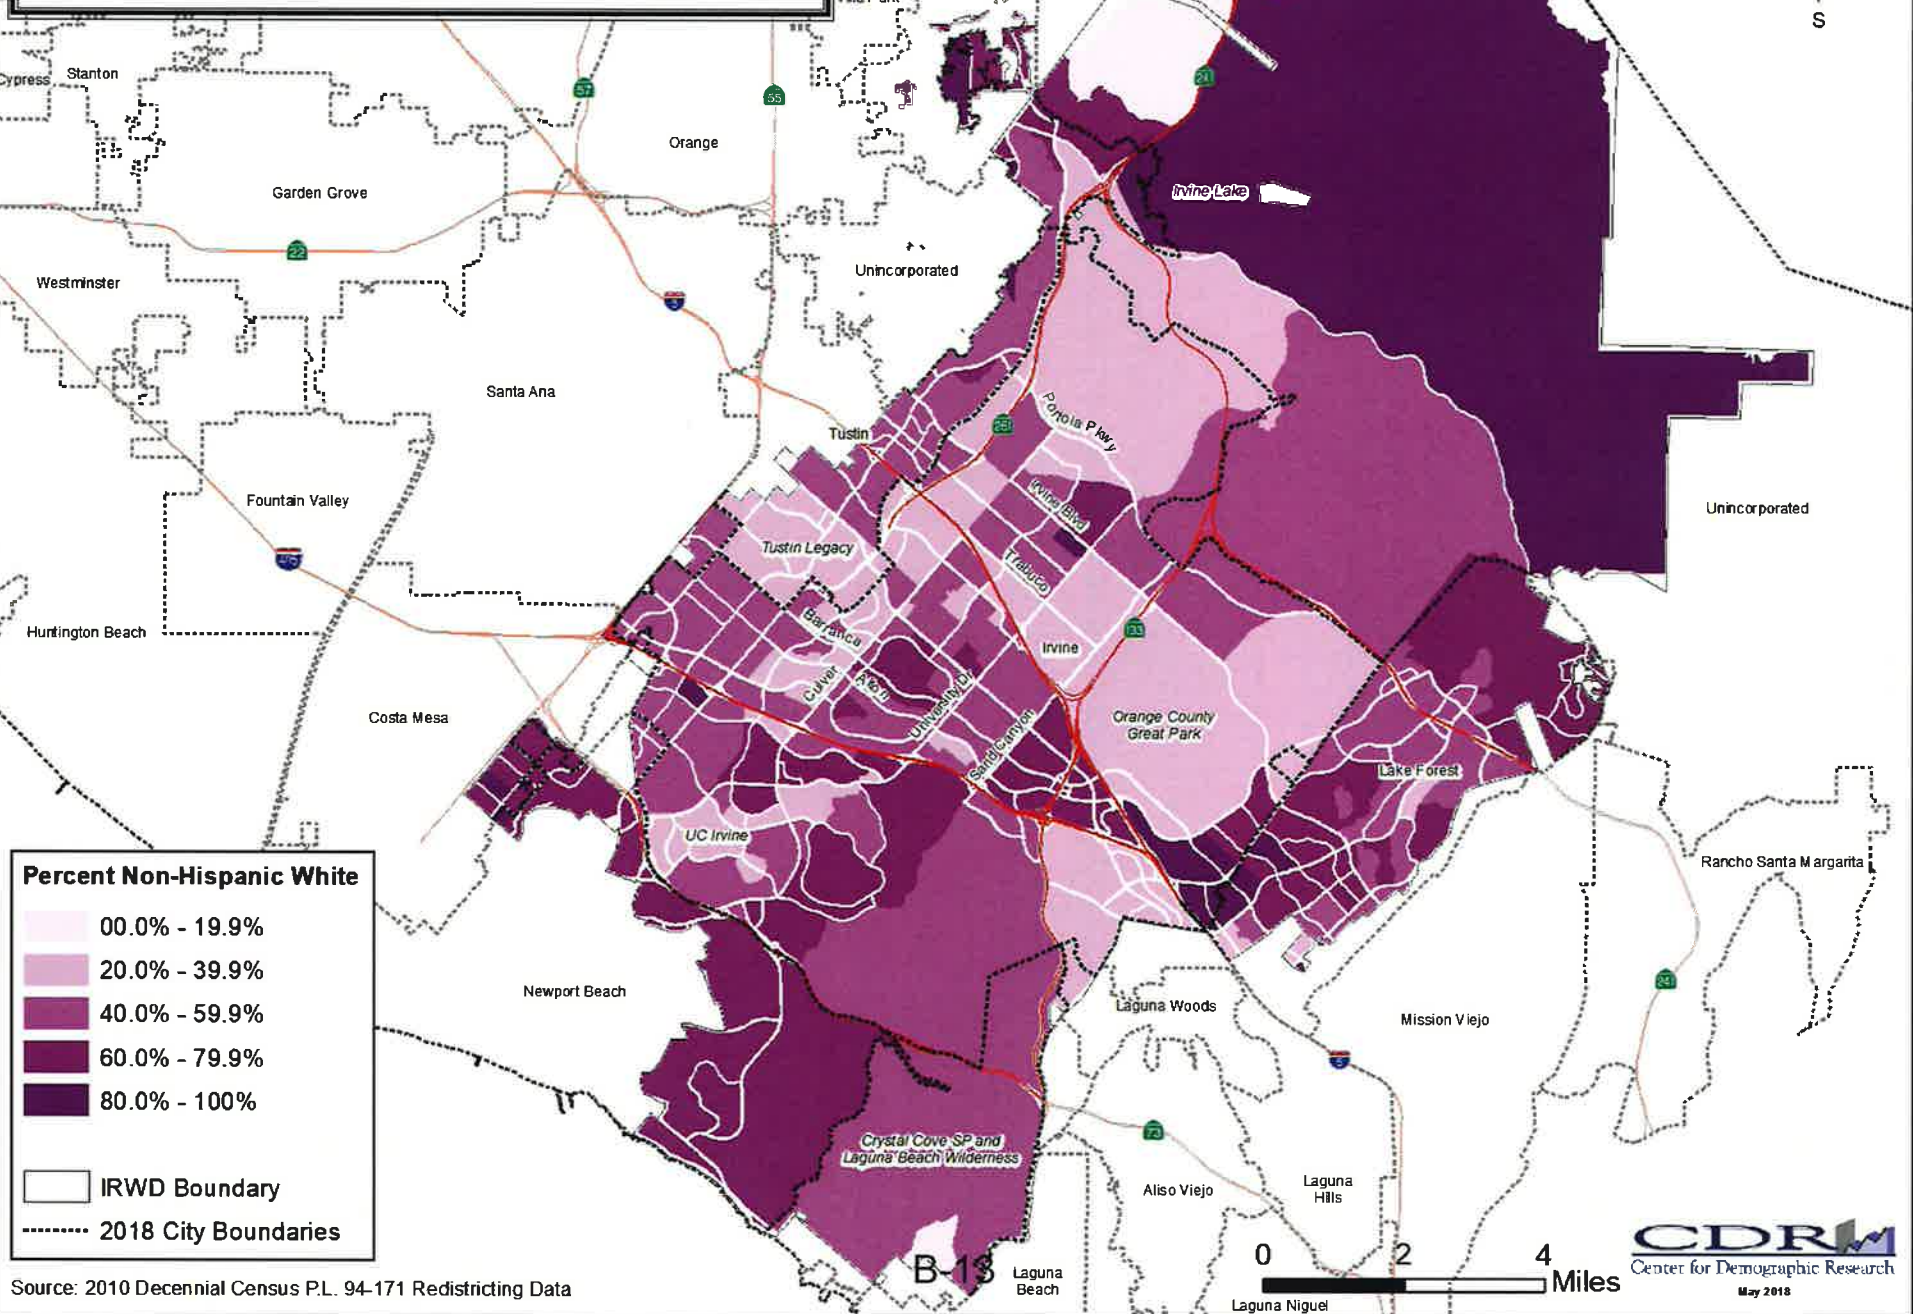 S
Cypress
Stanton
57
55
241
Orange
Garden Grove
Irvine Lake
22
Westminster
Unincorporated
5
Santa Ana
Portola Pkwy
261
Tustin
Irvine Blvd
Fountain Valley
Unincorporated
Tustin Legacy
405
Trabuco
Huntington Beach
Barranca
133
Irvine
Culver
Alton
University Dr
Costa Mesa
Sand Canyon
Orange County
Great Park
Lake Forest
UC Irvine
Rancho Santa Margarita
Percent Non-Hispanic White
00.0% - 19.9%
20.0% - 39.9%
40.0% - 59.9%
60.0% - 79.9%
80.0% - 100%
IRWD Boundary
2018 City Boundaries
Newport Beach
Laguna Woods
Mission Viejo
241
5
73
Crystal Cove SP and
Laguna Beach Wilderness
Aliso Viejo
Laguna
Hills
B-13
Laguna
Beach
0 2 4
Miles
Laguna Niguel
CDR
Center for Demographic Research
May 2018
Source: 2010 Decennial Census P.L. 94-171 Redistricting Data